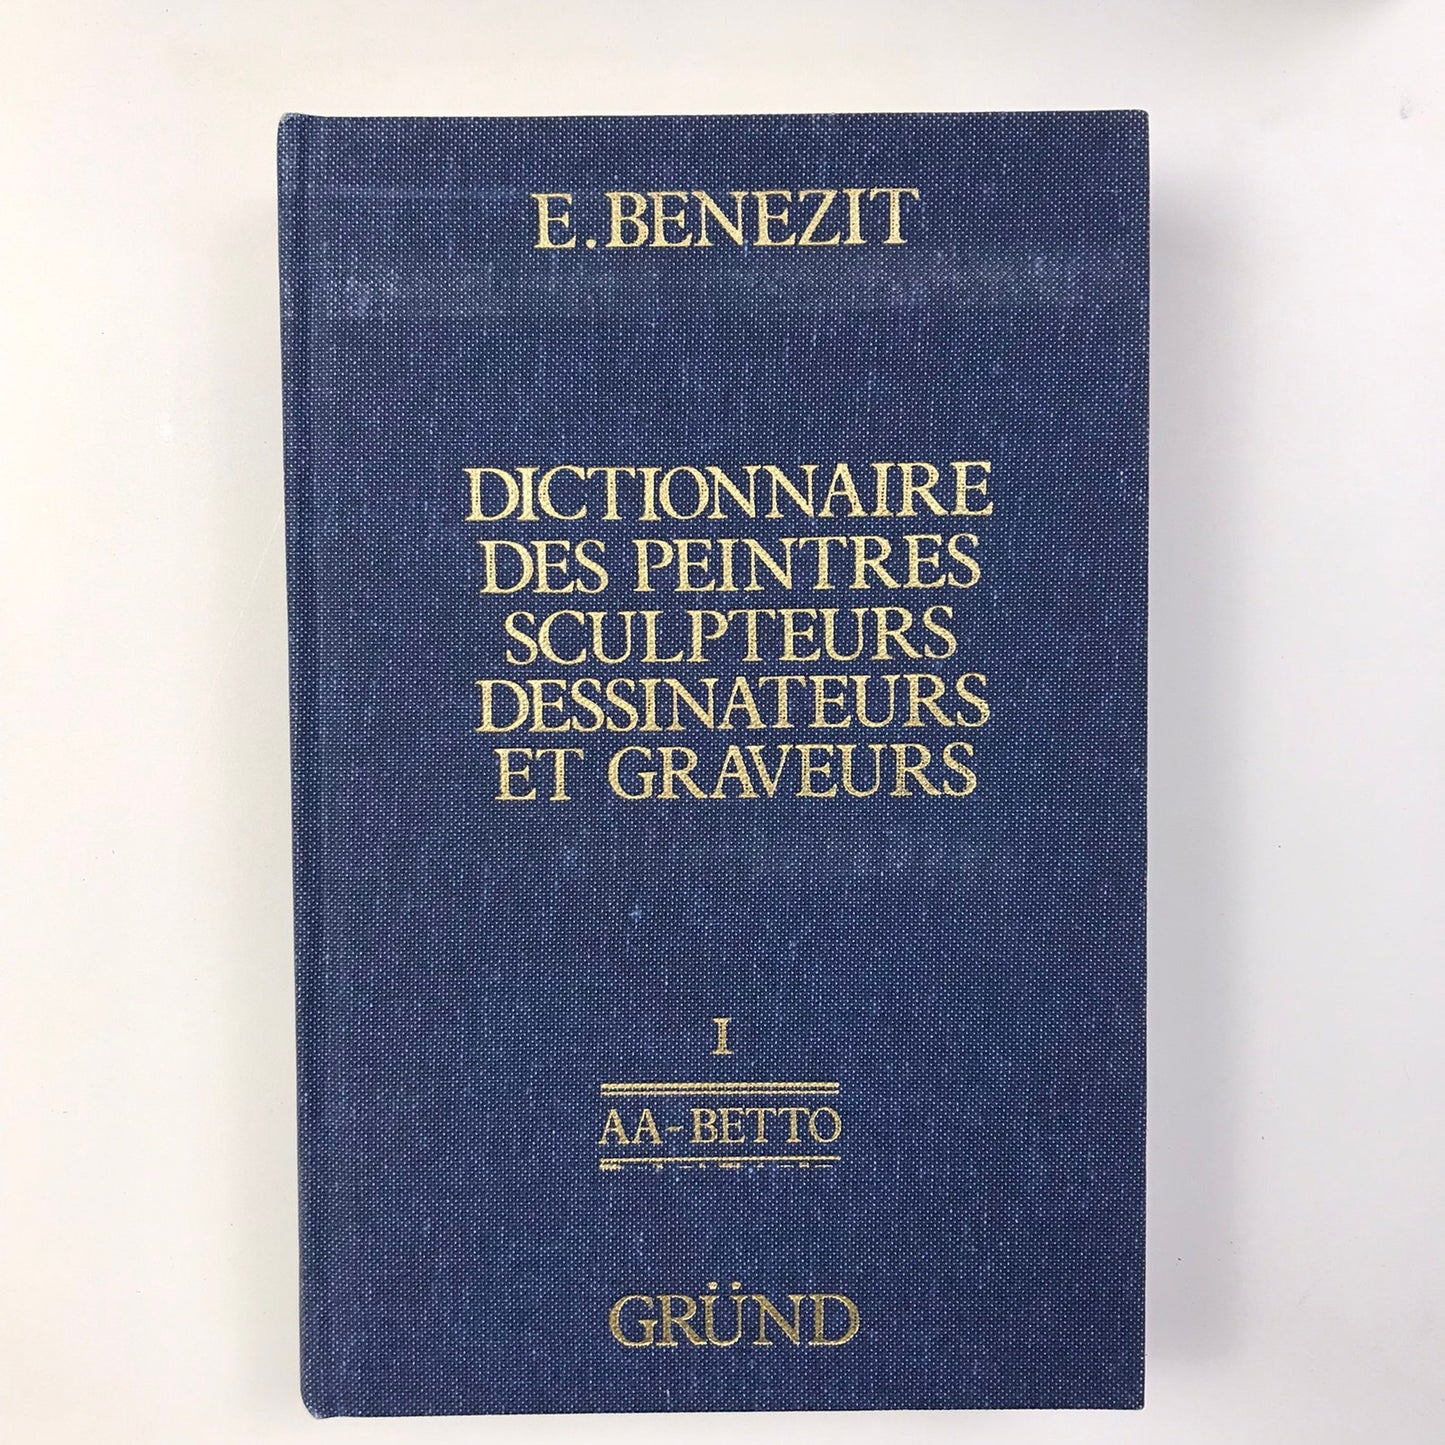 E. BENEZIT
DICTIONNAIRE
DES PEINTRES
SCULPTEURS
DESSINATEURS
ET GRAVEURS
I
AA-BETTO
GRÜND